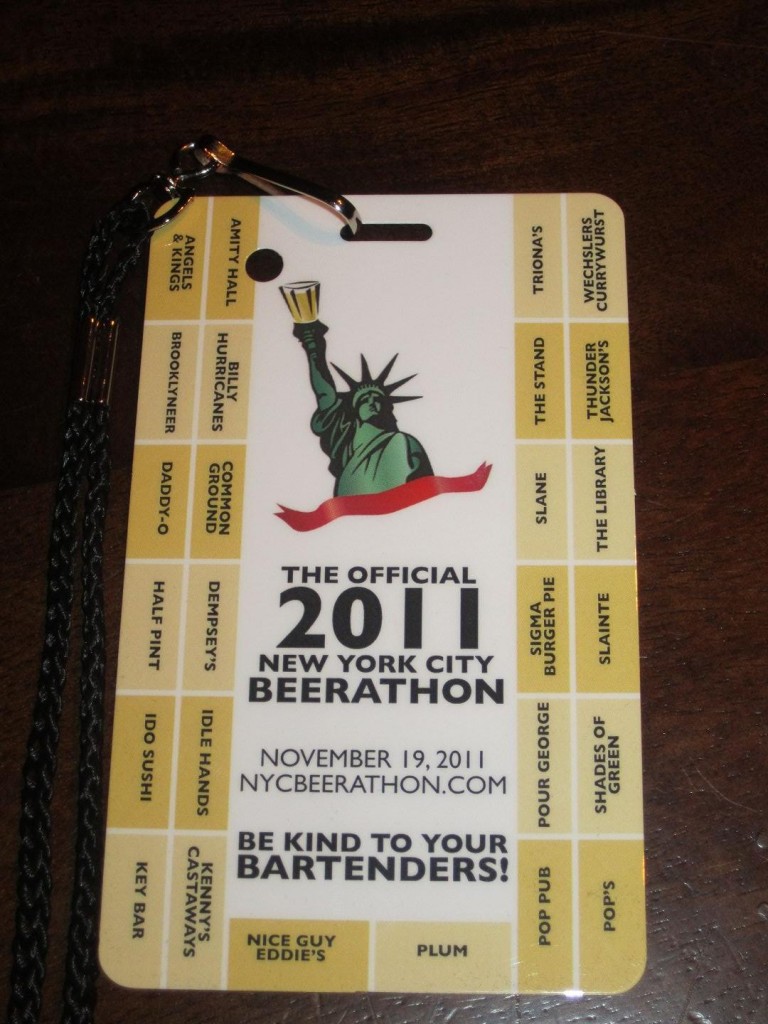 ANGELS
& KINGS
AMITY HALL
BROOKLYNEER
BILLY
HURRICANES
DADDY-O
COMMON
GROUND
HALF PINT
DEMPSEY'S
IDO SUSHI
IDLE HANDS
KEY BAR
KENNY'S
CASTAWAYS
THE OFFICIAL
2011
NEW YORK CITY
BEERATHON
NOVEMBER 19, 2011
NYCBEERATHON.COM
BE KIND TO YOUR
BARTENDERS!
NICE GUY
EDDIE'S
PLUM
TRIONA'S
WECHSLERS
CURRYWURST
THE STAND
THUNDER
JACKSON'S
SLANE
THE LIBRARY
SIGMA
BURGER PIE
SLAINTE
POUR GEORGE
SHADES OF
GREEN
POP PUB
POP'S